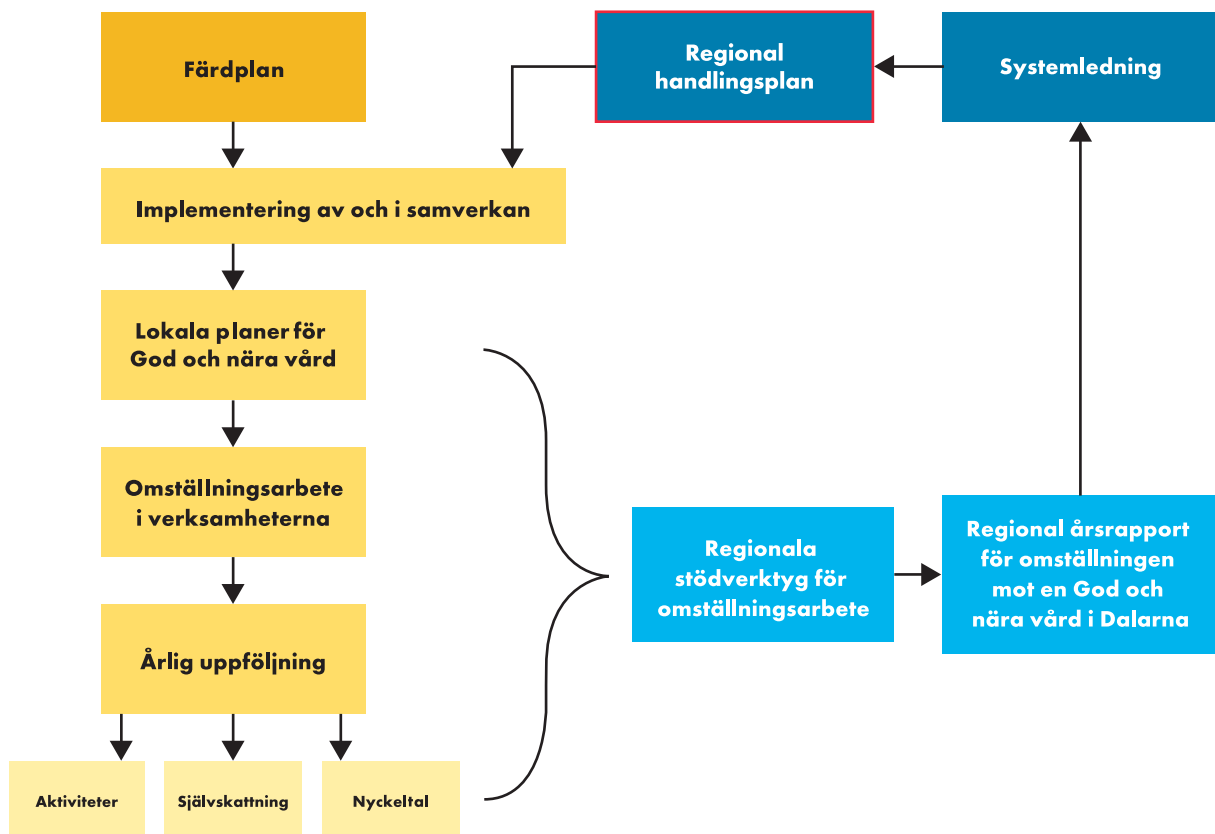 Färdplan
Regional
handlingsplan
Systemledning
Implementering av och i samverkan
Lokala planer för
God och nära vård
Omställningsarbete
i verksamheterna
Regionala
stödverktyg för
omställningsarbete
Regional årsrapport
för omställningen
mot en God och
nära vård i Dalarna
Årlig uppföljning
Aktiviteter
Självskattning
Nyckeltal